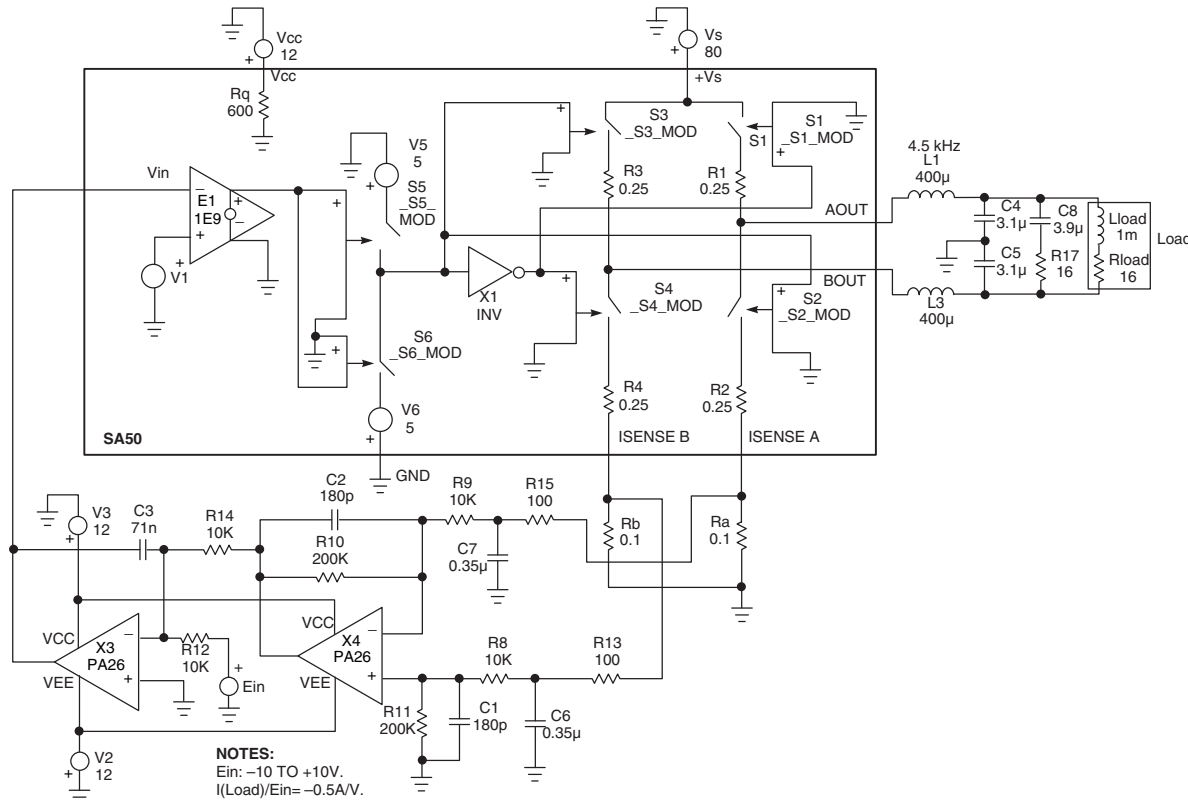 Vcc
12
Vcc
Rq
600
Vs
80
+Vs
S3
_S3_MOD
S1
S1
_S1_MOD
+
R3
0.25
R1
0.25
Vin
E1
1E9
V1
V5
5
S5
_S5_
MOD
X1
INV
S4
_S4_MOD
S2
_S2_MOD
S6
_S6_MOD
V6
5
R4
0.25
R2
0.25
AOUT
BOUT
4.5 kHz
L1
400µ
L3
400µ
C4
3.1µ
C5
3.1µ
C8
3.9µ
R17
16
Lload
1m
Rload
16
Load
SA50
ISENSE B
ISENSE A
GND
V3
12
C3
71n
R14
10K
C2
180p
R10
200K
R9
10K
R15
100
C7
0.35µ
Rb
0.1
Ra
0.1
VCC
X3
PA26
VEE
R12
10K
Ein
VCC
X4
PA26
VEE
R8
10K
R13
100
R11
200K
C1
180p
C6
0.35µ
V2
12
NOTES:
Ein: –10 TO +10V.
I(Load)/Ein= –0.5A/V.